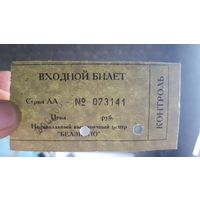 ВХОДНОЙ БИЛЕТ
Серия АА № 073141
Цена руб.
Национальный выставочный центр
"БЕЛЭКСПО"
КОНТРОЛЬ